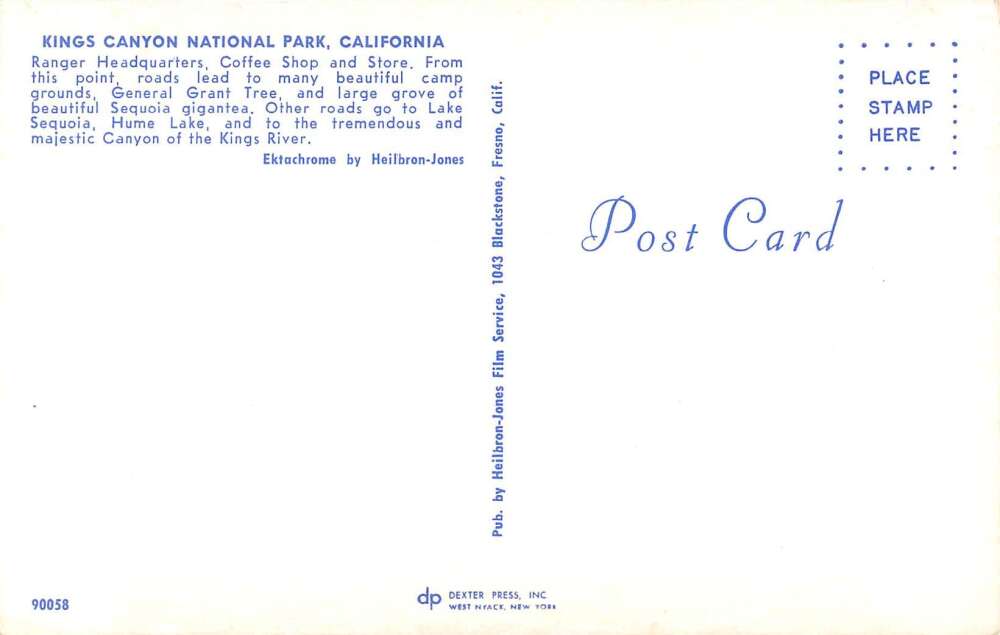 KINGS CANYON NATIONAL PARK, CALIFORNIA
Ranger Headquarters, Coffee Shop and Store. From
this point, roads lead to many beautiful camp
grounds, General Grant Tree, and large grove of
beautiful Sequoia gigantea. Other roads go to Lake
Sequoia, Hume Lake, and to the tremendous and
majestic Canyon of the Kings River.
Ektachrome by Heilbron-Jones
Pub. by Heilbron-Jones Film Service, 1043 Blackstone, Fresno, Calif.
PLACE
STAMP
HERE
Post Card
90058
dp DEXTER PRESS, INC
WEST NYACK, NEW YORK